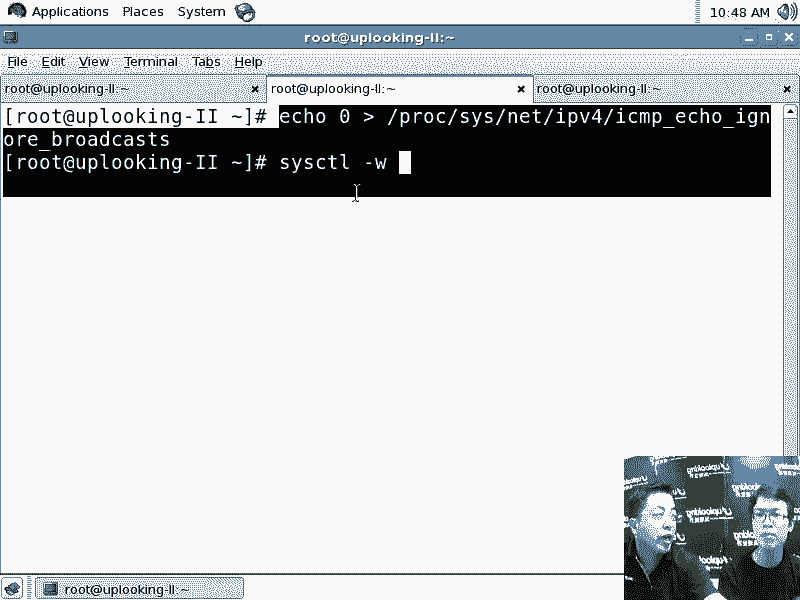 Applications Places System 10:48 AM
root@uplooking-II:~
File Edit View Terminal Tabs Help
root@uplooking-II:~ root@uplooking-II:~ root@uplooking-II:~
[root@uplooking-II ~]# echo 0 > /proc/sys/net/ipv4/icmp_echo_ign
ore_broadcasts
[root@uplooking-II ~]# sysctl -w
root@uplooking-II:~